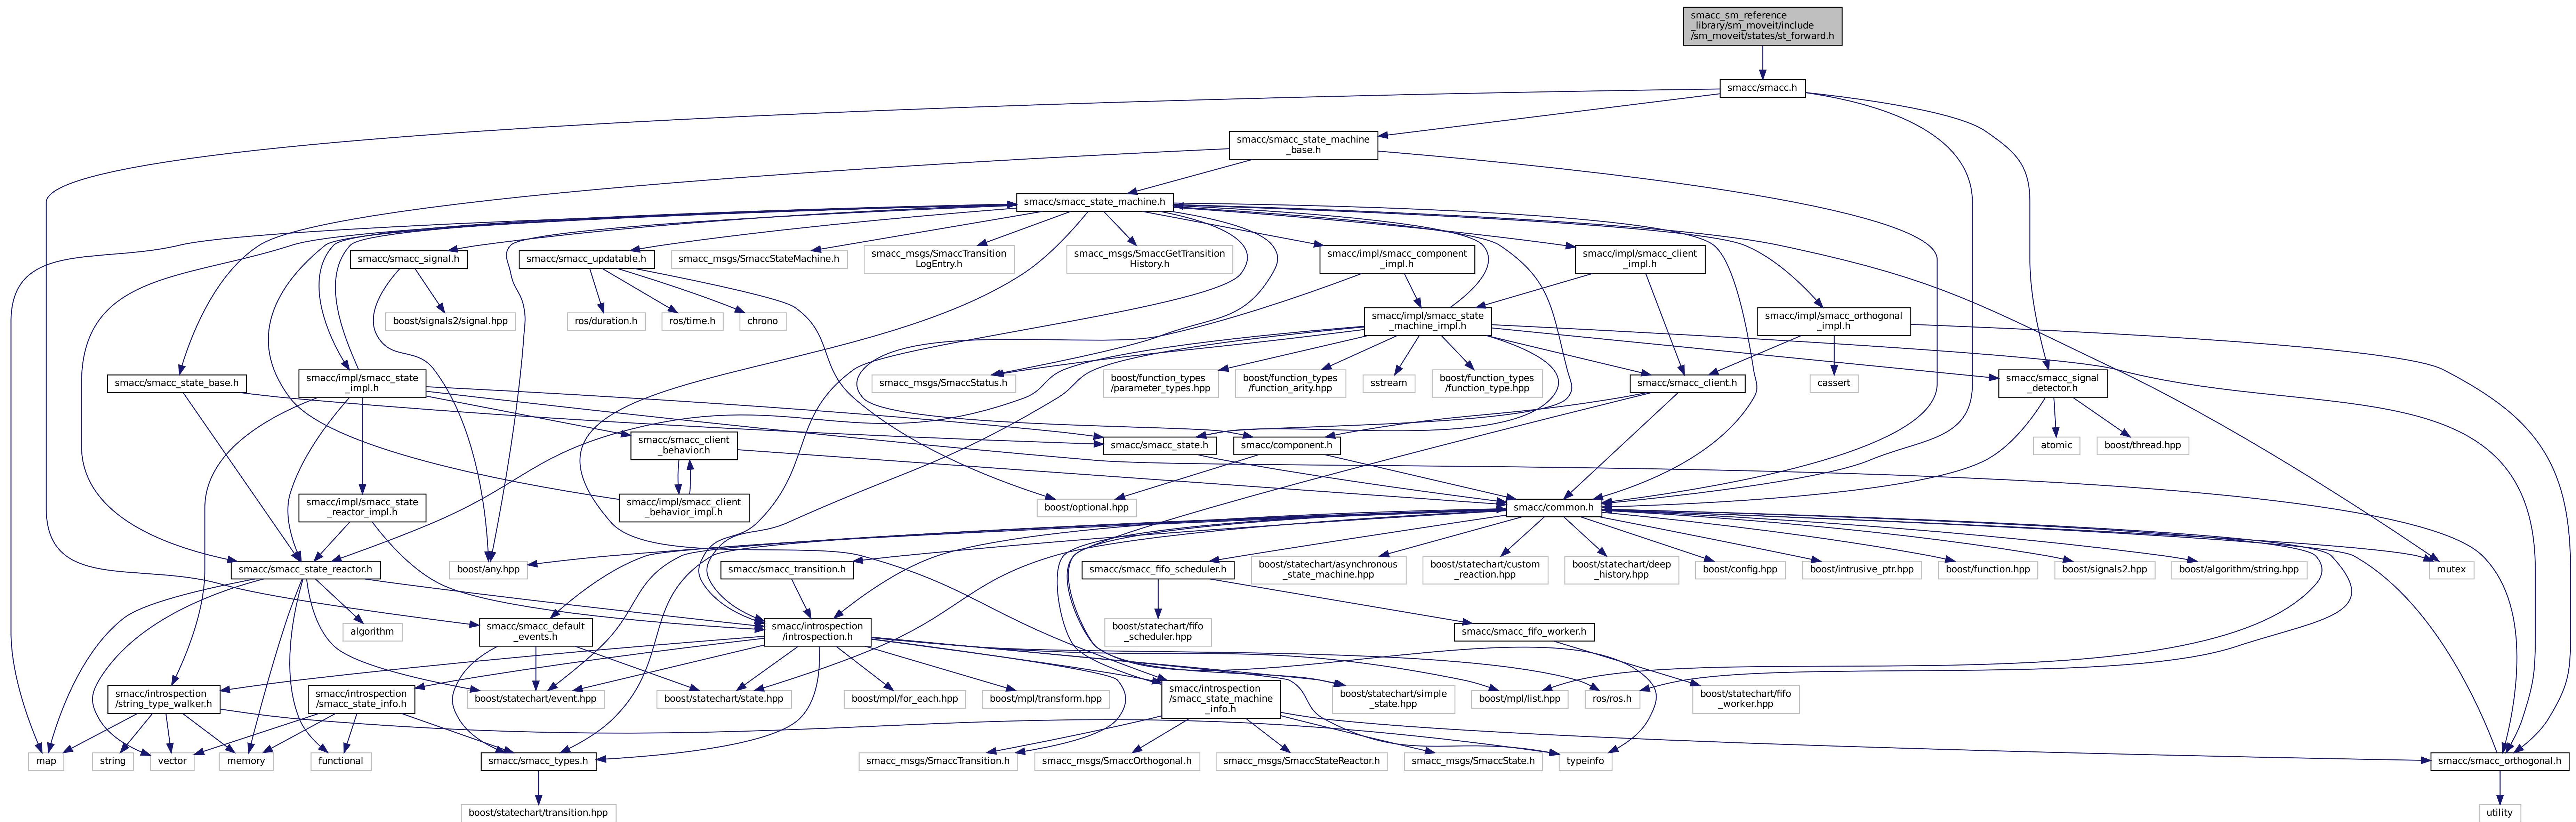 smacc_sm_reference
_library/sm_moveit/include
/sm_moveit/states/st_forward.h
smacc/smacc.h
smacc/smacc_state_machine
_base.h
smacc/smacc_state_machine.h
smacc/smacc_signal.h
smacc/smacc_updatable.h
smacc_msgs/SmaccStateMachine.h
smacc_msgs/SmaccTransition
LogEntry.h
smacc_msgs/SmaccGetTransition
History.h
smacc/impl/smacc_component
_impl.h
smacc/impl/smacc_client
_impl.h
boost/signals2/signal.hpp
ros/duration.h
ros/time.h
chrono
smacc/impl/smacc_state
_machine_impl.h
smacc/impl/smacc_orthogonal
_impl.h
smacc/smacc_state_base.h
smacc/impl/smacc_state
_impl.h
smacc_msgs/SmaccStatus.h
boost/function_types
/parameter_types.hpp
boost/function_types
/function_arity.hpp
sstream
boost/function_types
/function_type.hpp
smacc/smacc_client.h
cassert
smacc/smacc_signal
_detector.h
smacc/smacc_client
_behavior.h
smacc/smacc_state.h
smacc/component.h
atomic
boost/thread.hpp
smacc/impl/smacc_state
_reactor_impl.h
smacc/impl/smacc_client
_behavior_impl.h
boost/optional.hpp
smacc/common.h
smacc/smacc_state_reactor.h
boost/any.hpp
smacc/smacc_transition.h
smacc/smacc_fifo_scheduler.h
boost/statechart/asynchronous
_state_machine.hpp
boost/statechart/custom
_reaction.hpp
boost/statechart/deep
_history.hpp
boost/config.hpp
boost/intrusive_ptr.hpp
boost/function.hpp
boost/signals2.hpp
boost/algorithm/string.hpp
mutex
algorithm
smacc/smacc_default
_events.h
smacc/introspection
/introspection.h
boost/statechart/fifo
_scheduler.hpp
smacc/smacc_fifo_worker.h
smacc/introspection
/string_type_walker.h
smacc/introspection
/smacc_state_info.h
boost/statechart/event.hpp
boost/statechart/state.hpp
boost/mpl/for_each.hpp
boost/mpl/transform.hpp
smacc/introspection
/smacc_state_machine
_info.h
boost/statechart/simple
_state.hpp
boost/mpl/list.hpp
ros/ros.h
boost/statechart/fifo
_worker.hpp
map
string
vector
memory
functional
smacc/smacc_types.h
smacc_msgs/SmaccTransition.h
smacc_msgs/SmaccOrthogonal.h
smacc_msgs/SmaccStateReactor.h
smacc_msgs/SmaccState.h
typeinfo
smacc/smacc_orthogonal.h
boost/statechart/transition.hpp
utility